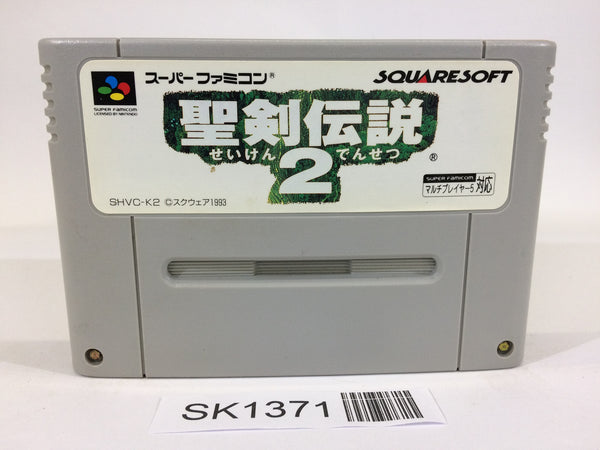 スーパーファミコン®
SQUARESOFT
SUPER FAMICOM
LICENSED BY NINTENDO
聖剣伝説
せいけん でんせつ
2
®
SUPER FAMICOM
マルチプレイヤー5 対応
SHVC-K2 ©スクウェア1993
SK1371